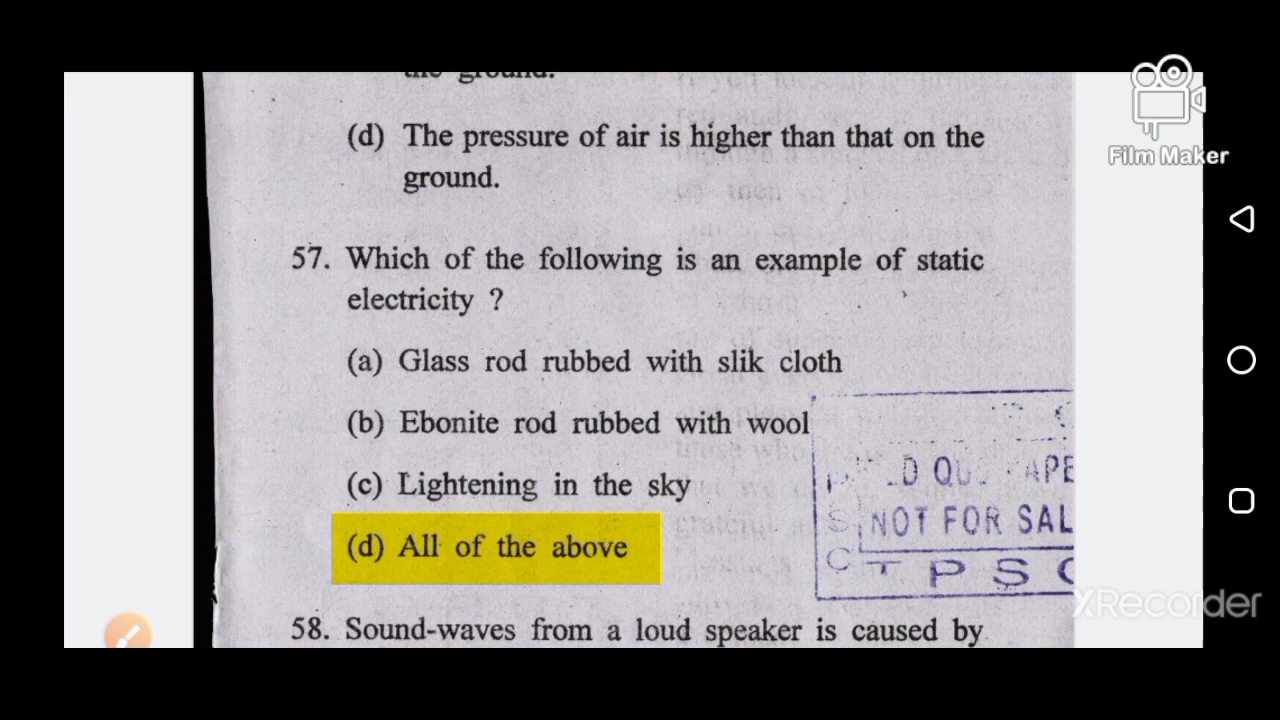 the ground.
(d) The pressure of air is higher than that on the
ground.
Film Maker
57. Which of the following is an example of static
electricity ?
(a) Glass rod rubbed with slik cloth
(b) Ebonite rod rubbed with wool
(c) Lightening in the sky
(d) All of the above
NOT FOR SAL
T P S C
XRecorder
58. Sound-waves from a loud speaker is caused by